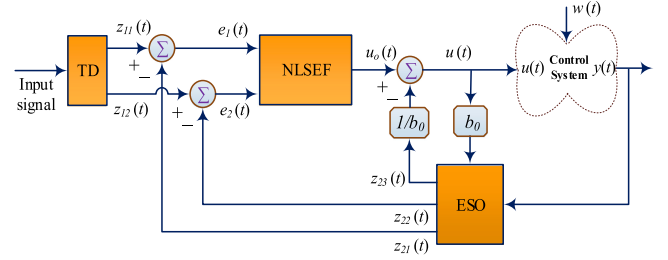 z11(t)
e1(t)
w(t)
TD
Σ
NLSEF
uo(t)
Σ
u(t)
u(t)
Control
System
y(t)
Input
signal
+
−
z12(t)
Σ
e2(t)
+
−
+
−
1/b0
b0
z23(t)
ESO
z22(t)
z21(t)